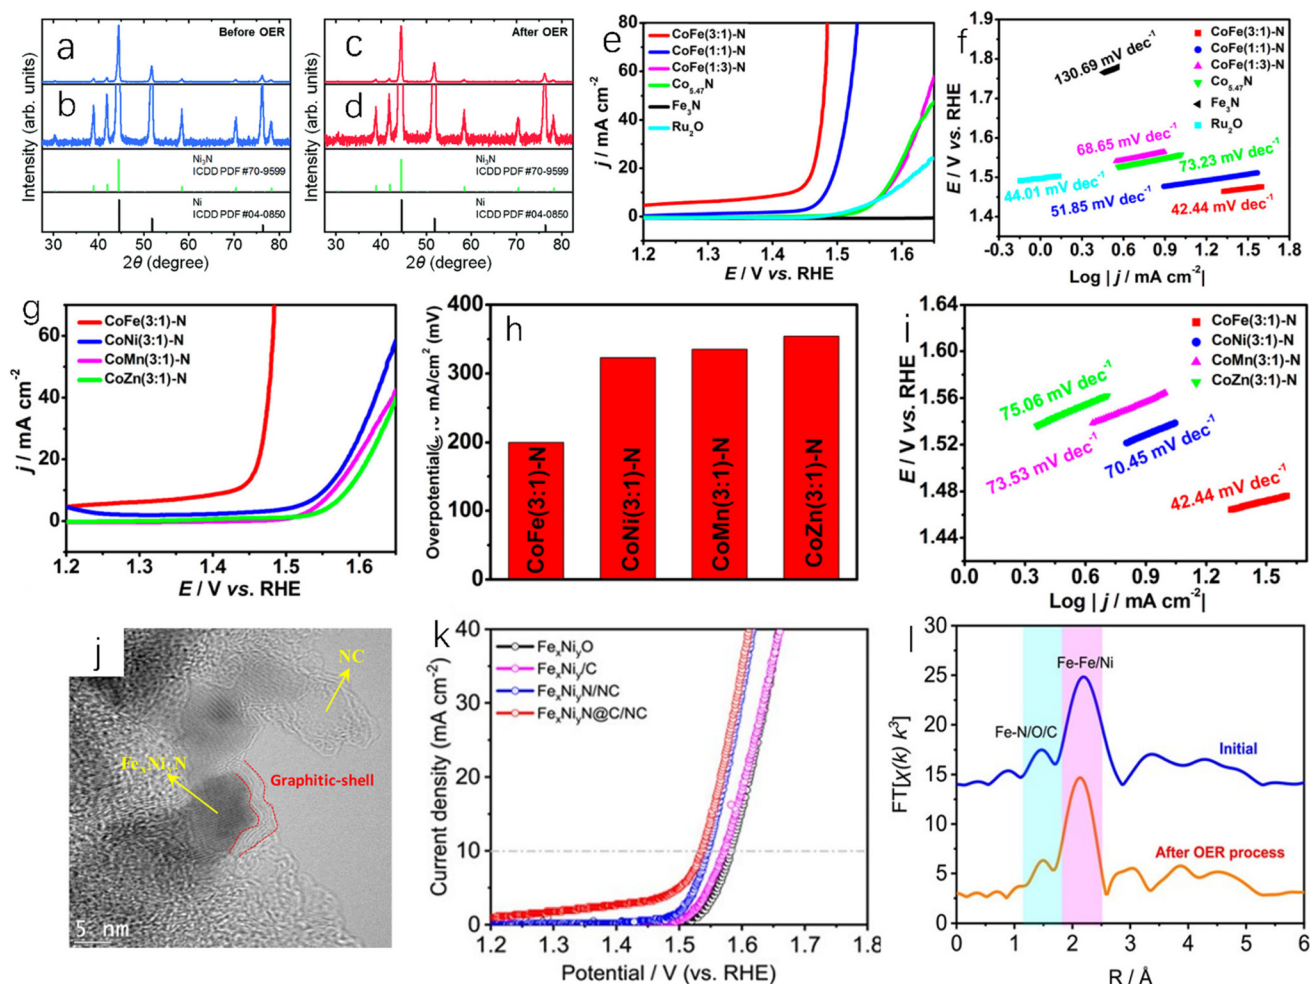 a
Before OER
b
Intensity (arb. units)
Ni₃N
ICDD PDF #70-9599
Ni
ICDD PDF #04-0850
30 40 50 60 70 80
2θ (degree)
c
After OER
d
Intensity (arb. units)
Ni₃N
ICDD PDF #70-9599
Ni
ICDD PDF #04-0850
30 40 50 60 70 80
2θ (degree)
e
CoFe(3:1)-N
CoFe(1:1)-N
CoFe(1:3)-N
Co₅.₄₇N
Fe₃N
Ru₂O
j / mA cm⁻²
80
60
40
20
0
1.2 1.3 1.4 1.5 1.6
E / V vs. RHE
f
CoFe(3:1)-N
CoFe(1:1)-N
CoFe(1:3)-N
Co₅.₄₇N
Fe₃N
Ru₂O
130.69 mV dec⁻¹
68.65 mV dec⁻¹
73.23 mV dec⁻¹
44.01 mV dec⁻¹
51.85 mV dec⁻¹
42.44 mV dec⁻¹
E / V vs. RHE
1.9
1.8
1.7
1.6
1.5
1.4
-0.3 0.0 0.4 0.8 1.2 1.6
Log | j / mA cm⁻²|
g
CoFe(3:1)-N
CoNi(3:1)-N
CoMn(3:1)-N
CoZn(3:1)-N
j / mA cm⁻²
60
40
20
0
1.2 1.3 1.4 1.5 1.6
E / V vs. RHE
h
400
300
200
100
0
CoFe(3:1)-N
CoNi(3:1)-N
CoMn(3:1)-N
CoZn(3:1)-N
i
CoFe(3:1)-N
CoNi(3:1)-N
CoMn(3:1)-N
CoZn(3:1)-N
75.06 mV dec⁻¹
73.53 mV dec⁻¹
70.45 mV dec⁻¹
42.44 mV dec⁻¹
E / V vs. RHE
1.64
1.60
1.56
1.52
1.48
1.44
0.0 0.3 0.6 0.9 1.2 1.5
Log | j / mA cm⁻²|
j
NC
Graphitic-shell
5 nm
k
FeₓNiᵧO
FeₓNiᵧ/C
FeₓNiᵧN/NC
FeₓNiᵧN@C/NC
Current density (mA cm⁻²)
40
30
20
10
0
1.2 1.3 1.4 1.5 1.6 1.7 1.8
Potential / V (vs. RHE)
l
Fe-Fe/Ni
Fe-N/O/C
Initial
After OER process
FT[χ(k) k³]
30
25
20
15
10
5
0
0 1 2 3 4 5 6
R / Å